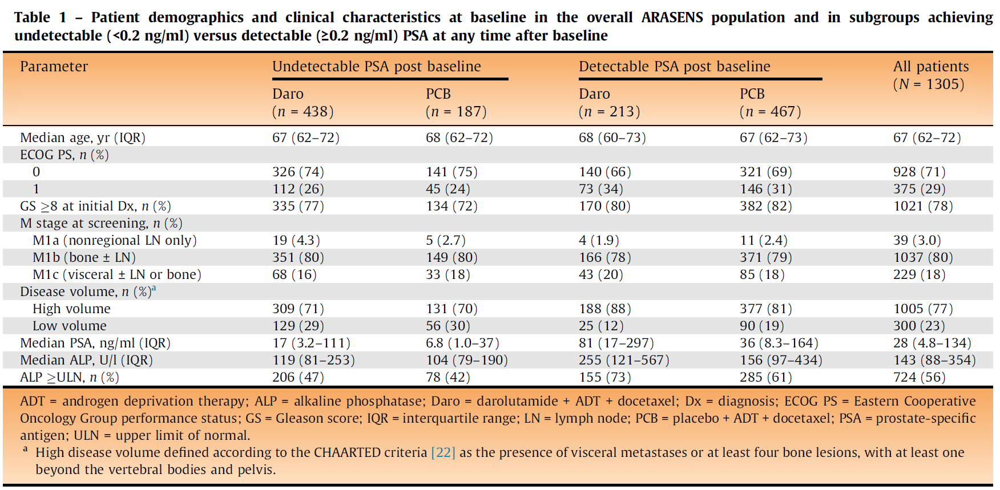 Table 1 – Patient demographics and clinical characteristics at baseline in the overall ARASENS population and in subgroups achieving
undetectable (<0.2 ng/ml) versus detectable (≥0.2 ng/ml) PSA at any time after baseline
Parameter Undetectable PSA post baseline Detectable PSA post baseline All patients
(N = 1305)
Daro PCB Daro PCB
(n = 438) (n = 187) (n = 213) (n = 467)
Median age, yr (IQR) 67 (62–72) 68 (62–72) 68 (60–73) 67 (62–73) 67 (62–72)
ECOG PS, n (%)
0 326 (74) 141 (75) 140 (66) 321 (69) 928 (71)
1 112 (26) 45 (24) 73 (34) 146 (31) 375 (29)
GS ≥8 at initial Dx, n (%) 335 (77) 134 (72) 170 (80) 382 (82) 1021 (78)
M stage at screening, n (%)
M1a (nonregional LN only) 19 (4.3) 5 (2.7) 4 (1.9) 11 (2.4) 39 (3.0)
M1b (bone ± LN) 351 (80) 149 (80) 166 (78) 371 (79) 1037 (80)
M1c (visceral ± LN or bone) 68 (16) 33 (18) 43 (20) 85 (18) 229 (18)
Disease volume, n (%)a
High volume 309 (71) 131 (70) 188 (88) 377 (81) 1005 (77)
Low volume 129 (29) 56 (30) 25 (12) 90 (19) 300 (23)
Median PSA, ng/ml (IQR) 17 (3.2–111) 6.8 (1.0–37) 81 (17–297) 36 (8.3–164) 28 (4.8–134)
Median ALP, U/l (IQR) 119 (81–253) 104 (79–190) 255 (121–567) 156 (97–434) 143 (88–354)
ALP ≥ULN, n (%) 206 (47) 78 (42) 155 (73) 285 (61) 724 (56)
ADT = androgen deprivation therapy; ALP = alkaline phosphatase; Daro = darolutamide + ADT + docetaxel; Dx = diagnosis; ECOG PS = Eastern Cooperative
Oncology Group performance status; GS = Gleason score; IQR = interquartile range; LN = lymph node; PCB = placebo + ADT + docetaxel; PSA = prostate-specific
antigen; ULN = upper limit of normal.
a High disease volume defined according to the CHAARTED criteria [22] as the presence of visceral metastases or at least four bone lesions, with at least one
beyond the vertebral bodies and pelvis.